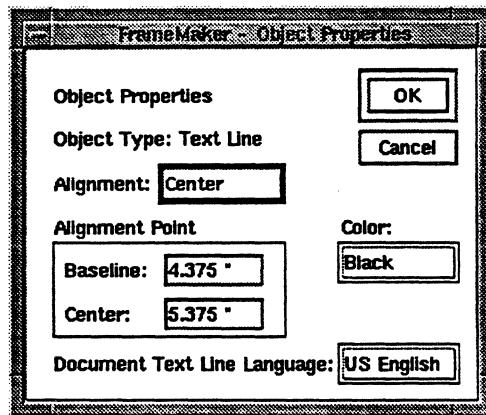 FrameMaker - Object Properties
Object Properties
OK
Object Type: Text Line
Cancel
Alignment: Center
Alignment Point
Color:
Baseline: 4.375 "
Black
Center: 5.375 "
Document Text Line Language: US English